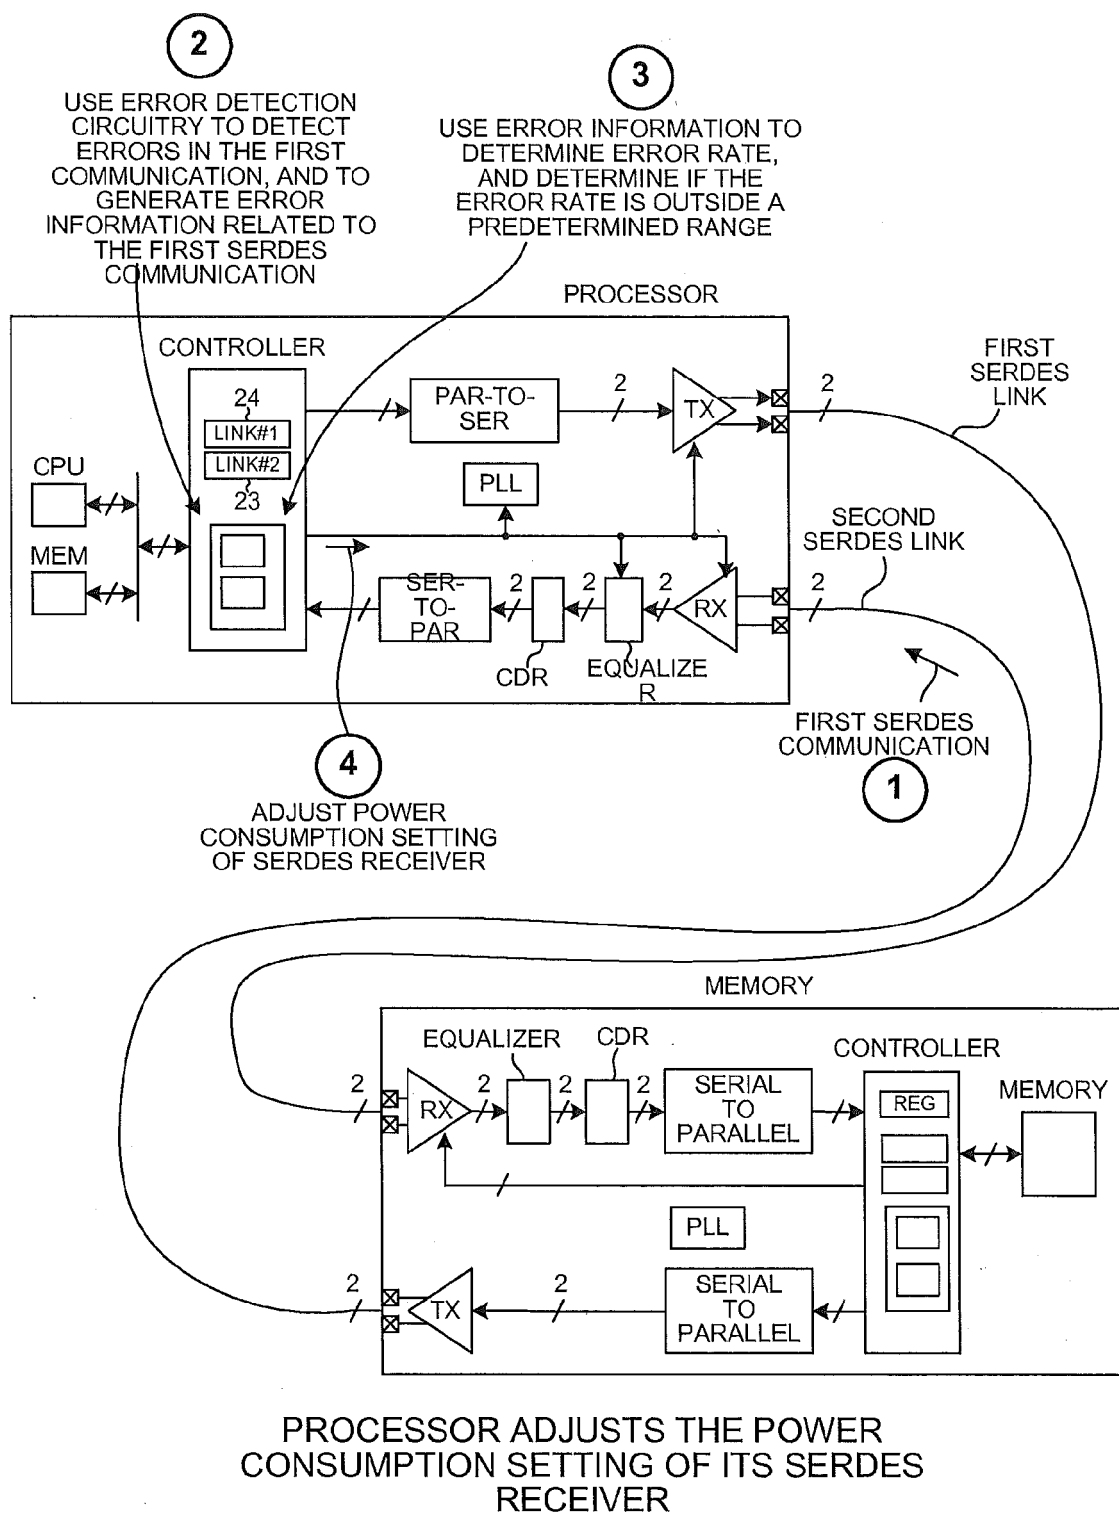 2
USE ERROR DETECTION
CIRCUITRY TO DETECT
ERRORS IN THE FIRST
COMMUNICATION, AND TO
GENERATE ERROR
INFORMATION RELATED TO
THE FIRST SERDES
COMMUNICATION
3
USE ERROR INFORMATION TO
DETERMINE ERROR RATE,
AND DETERMINE IF THE
ERROR RATE IS OUTSIDE A
PREDETERMINED RANGE
PROCESSOR
CONTROLLER
24
LINK#1
LINK#2
23
CPU
MEM
PAR-TO-
SER
2
TX
2
FIRST
SERDES
LINK
PLL
SECOND
SERDES LINK
SER-
TO-
PAR
2
2
2
RX
2
CDR
EQUALIZE
R
FIRST SERDES
COMMUNICATION
1
4
ADJUST POWER
CONSUMPTION SETTING
OF SERDES RECEIVER
MEMORY
EQUALIZER
CDR
CONTROLLER
2
RX
2
2
2
SERIAL
TO
PARALLEL
REG
MEMORY
PLL
2
TX
2
SERIAL
TO
PARALLEL
PROCESSOR ADJUSTS THE POWER
CONSUMPTION SETTING OF ITS SERDES
RECEIVER